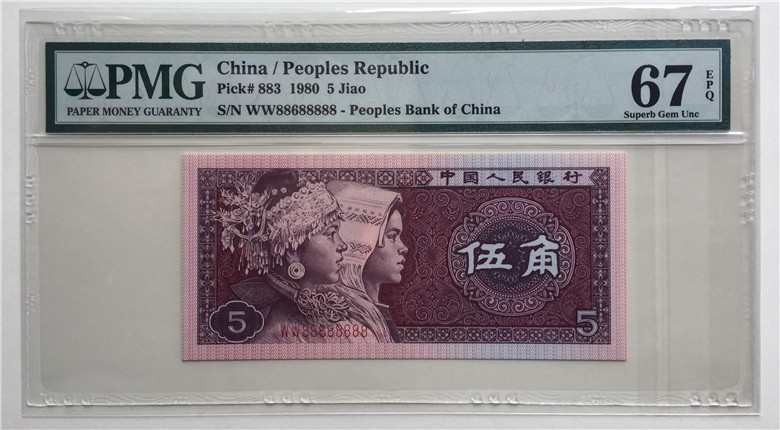 PMG
PAPER MONEY GUARANTY
China / Peoples Republic
Pick# 883 1980 5 Jiao
S/N WW88688888 - Peoples Bank of China
67 EPQ
Superb Gem Unc
中国人民银行
伍角
5
WW88688888
5